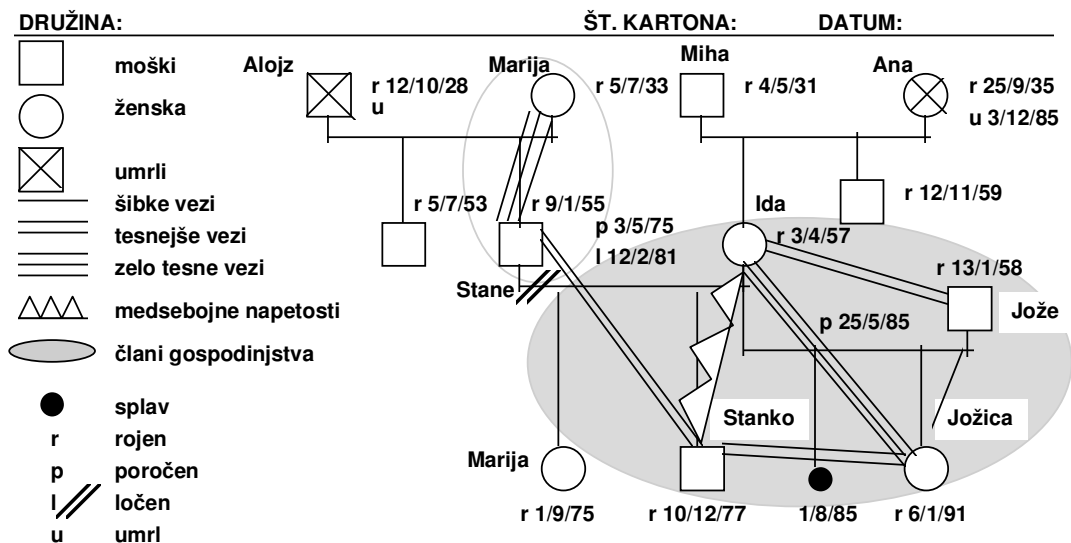 DRUŽINA: ŠT. KARTONA: DATUM:
moški
ženska
umrli
šibke vezi
tesnejše vezi
zelo tesne vezi
medsebojne napetosti
člani gospodinjstva
splav
r rojen
p poročen
l ločen
u umrl
Alojz
r 12/10/28
u
Marija
r 5/7/33
Miha
r 4/5/31
Ana
r 25/9/35
u 3/12/85
r 5/7/53
r 9/1/55
p 3/5/75
l 12/2/81
Ida
r 3/4/57
r 12/11/59
r 13/1/58
Stane
Jože
p 25/5/85
Stanko
Jožica
Marija
r 1/9/75
r 10/12/77
1/8/85
r 6/1/91